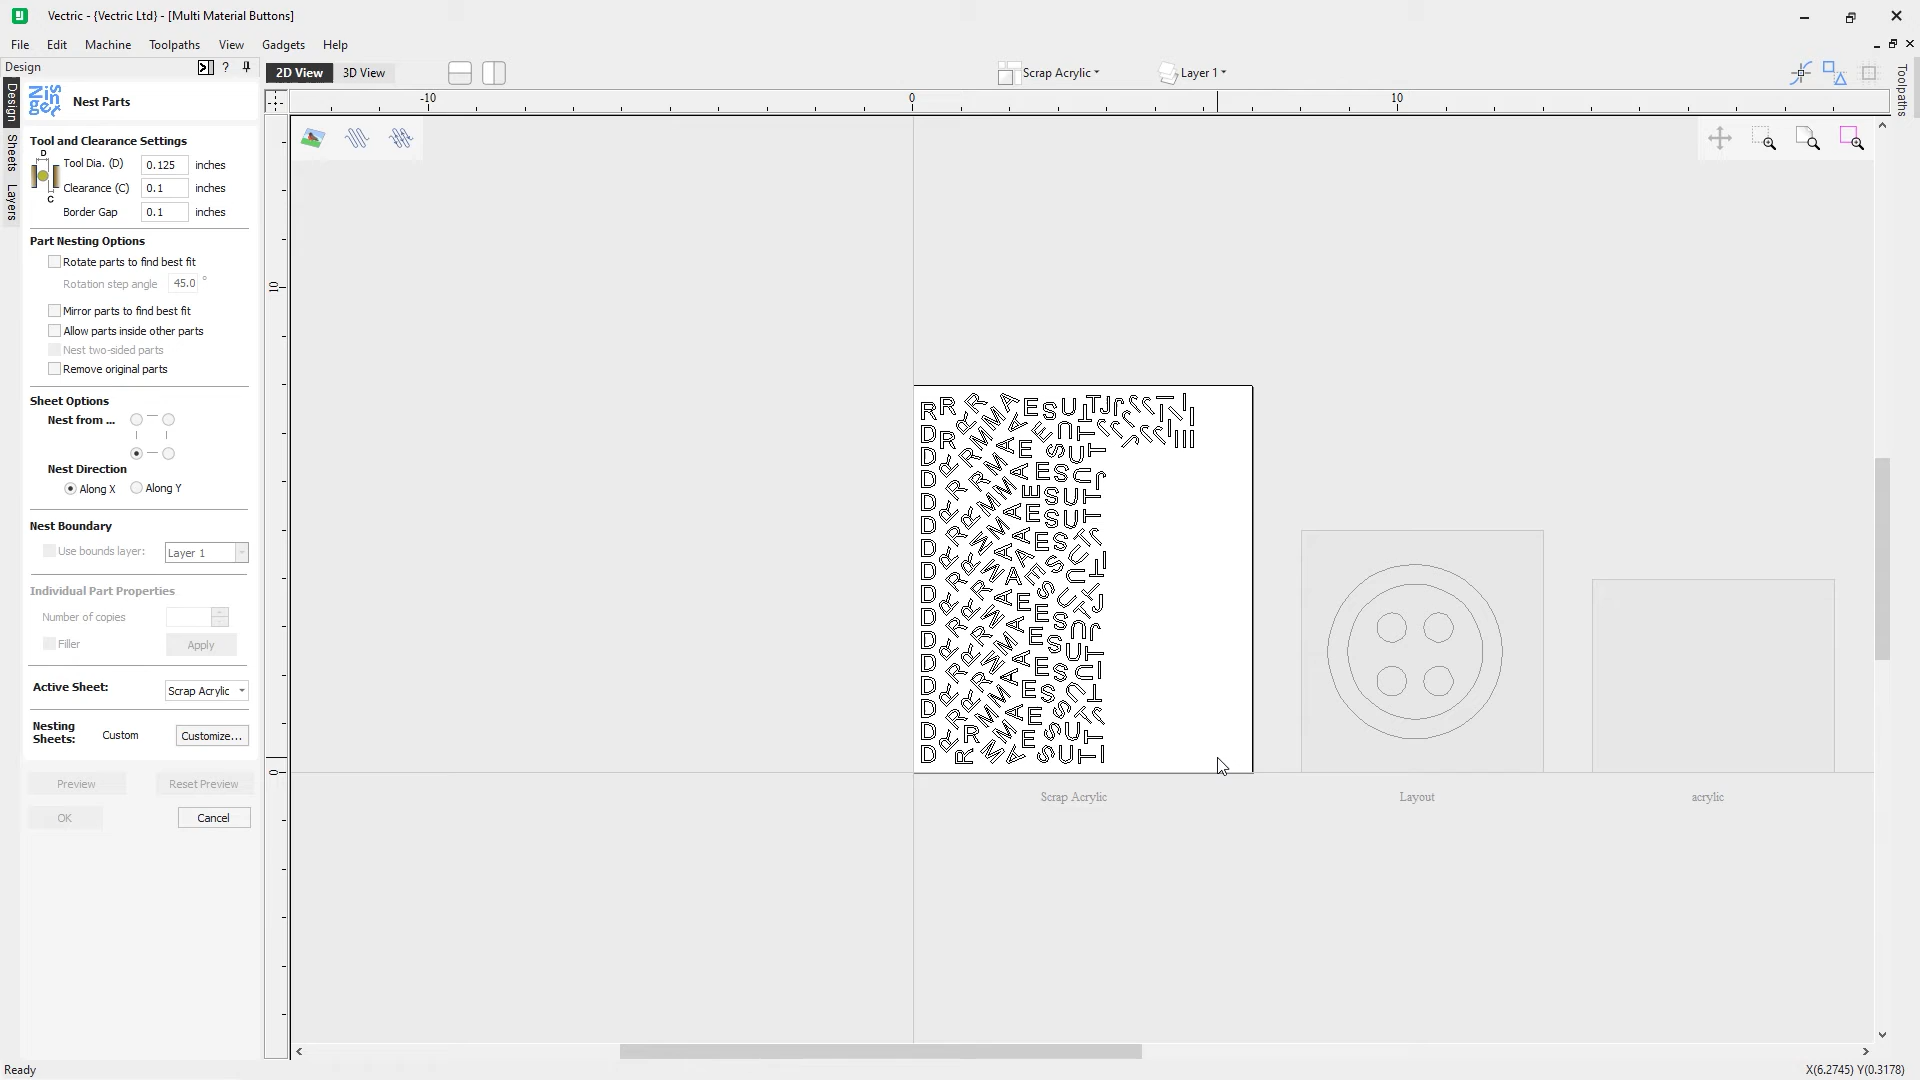 Vectric - {Vectric Ltd} - [Multi Material Buttons]
File Edit Machine Toolpaths View Gadgets Help
Design ?
2D View 3D View Scrap Acrylic Layer 1
Design
Sheets
Layers
Toolpaths
Nest Parts
Tool and Clearance Settings
D
C
Tool Dia. (D) 0.125 inches
Clearance (C) 0.1 inches
Border Gap 0.1 inches
Part Nesting Options
Rotate parts to find best fit
Rotation step angle 45.0 °
Mirror parts to find best fit
Allow parts inside other parts
Nest two-sided parts
Remove original parts
Sheet Options
Nest from ...
Nest Direction
Along X Along Y
Nest Boundary
Use bounds layer: Layer 1
Individual Part Properties
Number of copies
Filler Apply
Active Sheet: Scrap Acrylic
Nesting Sheets: Custom Customize...
Preview Reset Preview
OK Cancel
-10 0 10
10
0
Scrap Acrylic Layout acrylic
Ready X(6.2745) Y(0.3178)